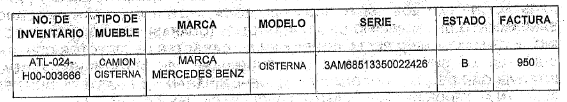 NO. DE INVENTARIO TIPO DE MUEBLE MARCA MODELO SERIE ESTADO FACTURA
ATL-024-H00-003666 CAMION CISTERNA MARCA MERCEDES BENZ CISTERNA 3AM68513350022426 B 950